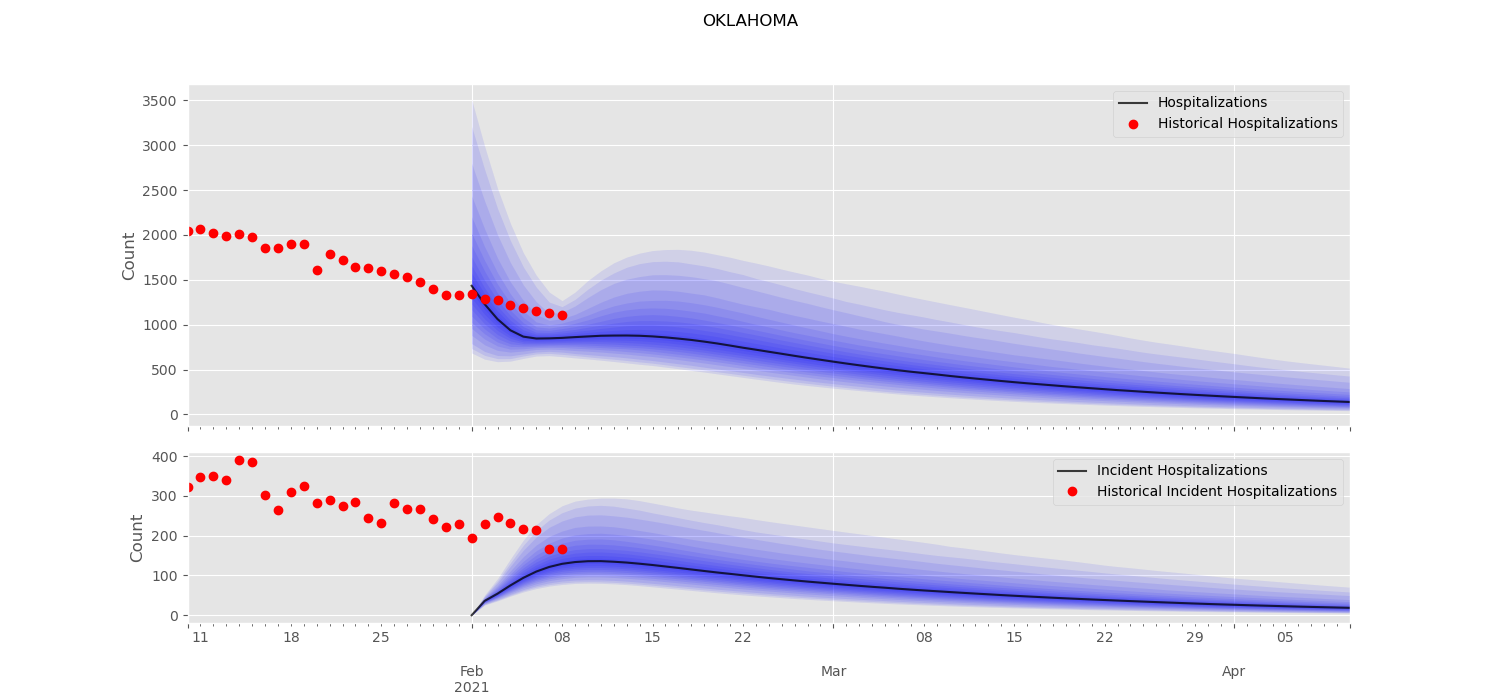 OKLAHOMA
3500
3000
2500
2000
1500
1000
500
0
Count
Hospitalizations
Historical Hospitalizations
400
300
200
100
0
Count
Incident Hospitalizations
Historical Incident Hospitalizations
11 18 25 08 15 22 08 15 22 29 05
Feb Mar Apr
2021